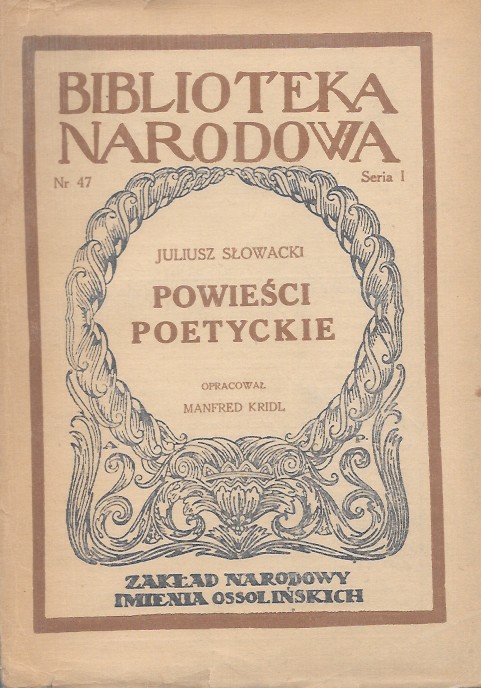 BIBLIOTEKA
NARODOWA
Nr 47 Seria I
JULIUSZ SŁOWACKI
POWIEŚCI
POETYCKIE
OPRACOWAŁ
MANFRED KRIDL
ZAKŁAD NARODOWY
IMIENIA OSSOLIŃSKICH